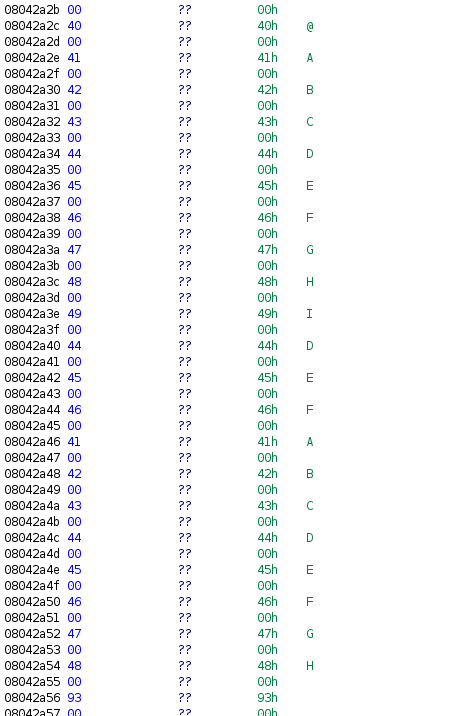 08042a2b 00 ?? 00h
08042a2c 40 ?? 40h @
08042a2d 00 ?? 00h
08042a2e 41 ?? 41h A
08042a2f 00 ?? 00h
08042a30 42 ?? 42h B
08042a31 00 ?? 00h
08042a32 43 ?? 43h C
08042a33 00 ?? 00h
08042a34 44 ?? 44h D
08042a35 00 ?? 00h
08042a36 45 ?? 45h E
08042a37 00 ?? 00h
08042a38 46 ?? 46h F
08042a39 00 ?? 00h
08042a3a 47 ?? 47h G
08042a3b 00 ?? 00h
08042a3c 48 ?? 48h H
08042a3d 00 ?? 00h
08042a3e 49 ?? 49h I
08042a3f 00 ?? 00h
08042a40 44 ?? 44h D
08042a41 00 ?? 00h
08042a42 45 ?? 45h E
08042a43 00 ?? 00h
08042a44 46 ?? 46h F
08042a45 00 ?? 00h
08042a46 41 ?? 41h A
08042a47 00 ?? 00h
08042a48 42 ?? 42h B
08042a49 00 ?? 00h
08042a4a 43 ?? 43h C
08042a4b 00 ?? 00h
08042a4c 44 ?? 44h D
08042a4d 00 ?? 00h
08042a4e 45 ?? 45h E
08042a4f 00 ?? 00h
08042a50 46 ?? 46h F
08042a51 00 ?? 00h
08042a52 47 ?? 47h G
08042a53 00 ?? 00h
08042a54 48 ?? 48h H
08042a55 00 ?? 00h
08042a56 93 ?? 93h
08042a57 00 ?? 00h